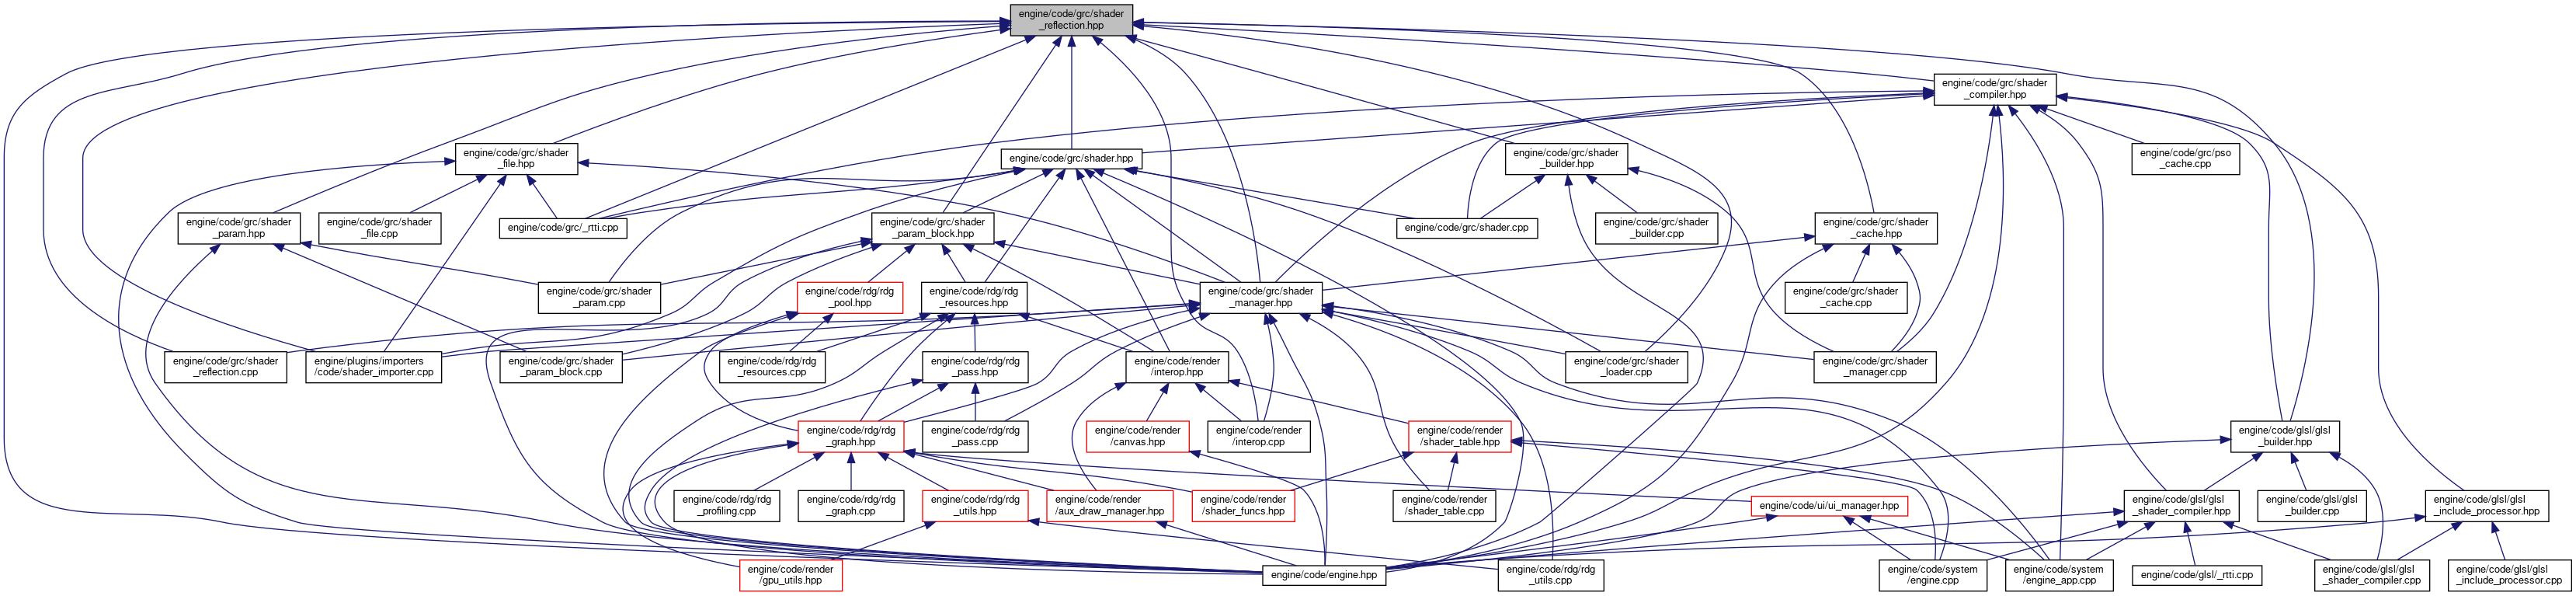 engine/code/grc/shader
_reflection.hpp
engine/code/grc/shader
_compiler.hpp
engine/code/grc/shader
_file.hpp
engine/code/grc/shader.hpp
engine/code/grc/shader
_builder.hpp
engine/code/grc/pso
_cache.cpp
engine/code/grc/shader
_param.hpp
engine/code/grc/shader
_file.cpp
engine/code/grc/_rtti.cpp
engine/code/grc/shader
_param_block.hpp
engine/code/grc/shader.cpp
engine/code/grc/shader
_builder.cpp
engine/code/grc/shader
_cache.hpp
engine/code/grc/shader
_param.cpp
engine/code/rdg/rdg
_pool.hpp
engine/code/rdg/rdg
_resources.hpp
engine/code/grc/shader
_manager.hpp
engine/code/grc/shader
_cache.cpp
engine/code/grc/shader
_reflection.cpp
engine/plugins/importers
/code/shader_importer.cpp
engine/code/grc/shader
_param_block.cpp
engine/code/rdg/rdg
_resources.cpp
engine/code/rdg/rdg
_pass.hpp
engine/code/render
/interop.hpp
engine/code/grc/shader
_loader.cpp
engine/code/grc/shader
_manager.cpp
engine/code/rdg/rdg
_graph.hpp
engine/code/rdg/rdg
_pass.cpp
engine/code/render
/canvas.hpp
engine/code/render
/interop.cpp
engine/code/render
/shader_table.hpp
engine/code/glsl/glsl
_builder.hpp
engine/code/rdg/rdg
_profiling.cpp
engine/code/rdg/rdg
_graph.cpp
engine/code/rdg/rdg
_utils.hpp
engine/code/render
/aux_draw_manager.hpp
engine/code/render
/shader_funcs.hpp
engine/code/render
/shader_table.cpp
engine/code/ui/ui_manager.hpp
engine/code/glsl/glsl
_shader_compiler.hpp
engine/code/glsl/glsl
_builder.cpp
engine/code/glsl/glsl
_include_processor.hpp
engine/code/render
/gpu_utils.hpp
engine/code/engine.hpp
engine/code/rdg/rdg
_utils.cpp
engine/code/system
/engine.cpp
engine/code/system
/engine_app.cpp
engine/code/glsl/_rtti.cpp
engine/code/glsl/glsl
_shader_compiler.cpp
engine/code/glsl/glsl
_include_processor.cpp